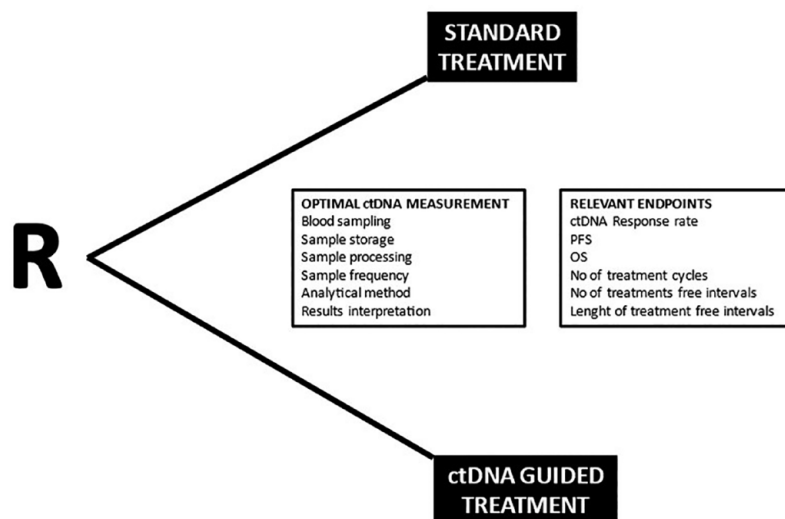 STANDARD
TREATMENT
R
OPTIMAL ctDNA MEASUREMENT
Blood sampling
Sample storage
Sample processing
Sample frequency
Analytical method
Results interpretation
RELEVANT ENDPOINTS
ctDNA Response rate
PFS
OS
No of treatment cycles
No of treatments free intervals
Lenght of treatment free intervals
ctDNA GUIDED
TREATMENT